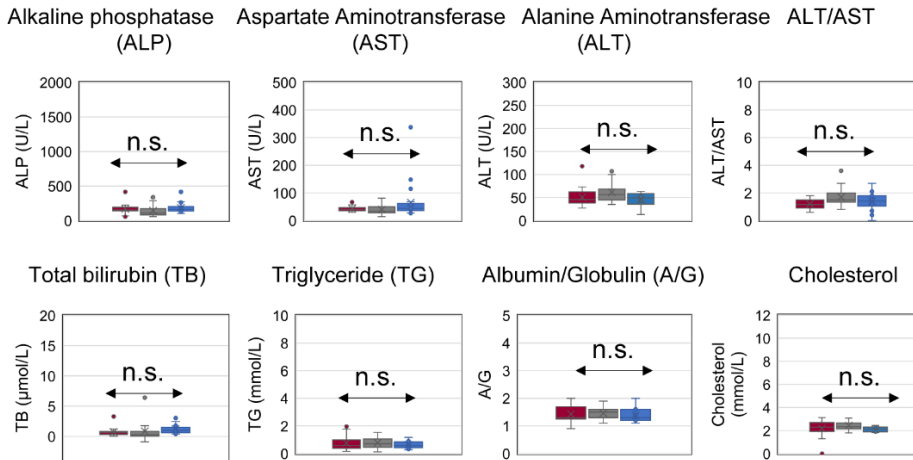 Alkaline phosphatase
(ALP)
2000
1500
1000
500
0
ALP (U/L)
n.s.
Aspartate Aminotransferase
(AST)
500
400
300
200
100
0
AST (U/L)
n.s.
Alanine Aminotransferase
(ALT)
300
250
200
150
100
50
0
ALT (U/L)
n.s.
ALT/AST
10
8
6
4
2
0
ALT/AST
n.s.
Total bilirubin (TB)
20
15
10
5
0
TB (μmol/L)
n.s.
Triglyceride (TG)
12
10
8
6
4
2
0
TG (mmol/L)
n.s.
Albumin/Globulin (A/G)
5
4
3
2
1
0
A/G
n.s.
Cholesterol
12
10
8
6
4
2
0
Cholesterol
(mmol/L)
n.s.